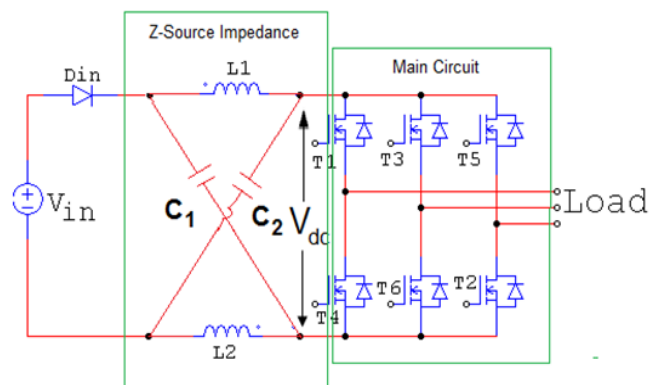 Z-Source Impedance
Din
L1
Main Circuit
T1
T3
T5
Vin
C1
C2
Vdc
Load
T4
T6
T2
L2